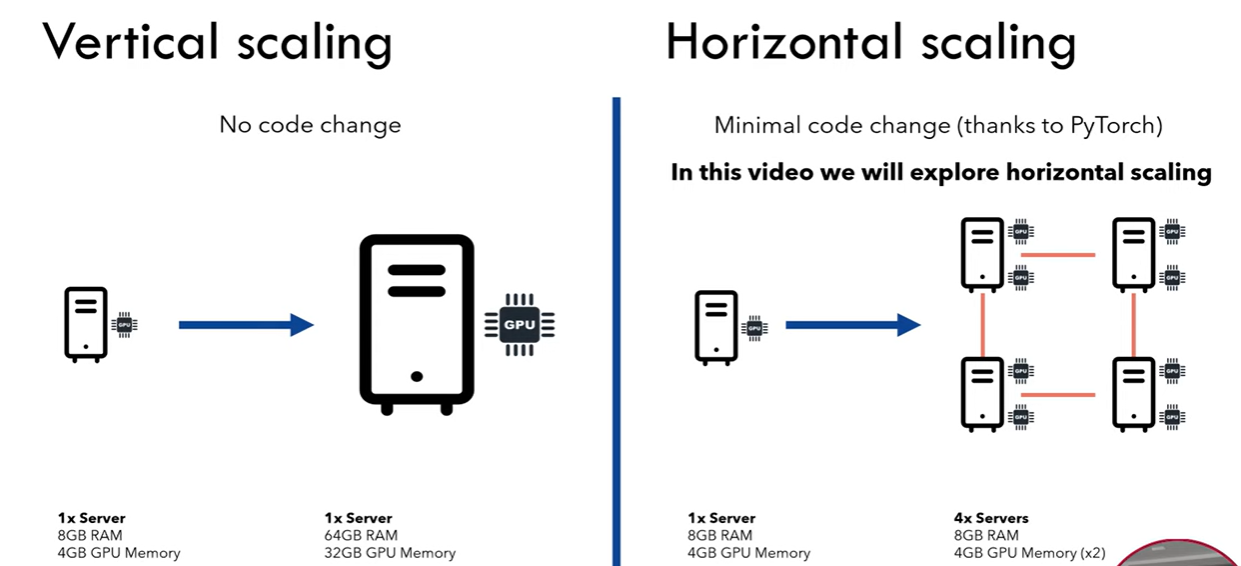 Vertical scaling
No code change
GPU
GPU
1x Server
8GB RAM
4GB GPU Memory
1x Server
64GB RAM
32GB GPU Memory
Horizontal scaling
Minimal code change (thanks to PyTorch)
In this video we will explore horizontal scaling
GPU
GPU
GPU
GPU
GPU
GPU
GPU
GPU
GPU
1x Server
8GB RAM
4GB GPU Memory
4x Servers
8GB RAM
4GB GPU Memory (x2)